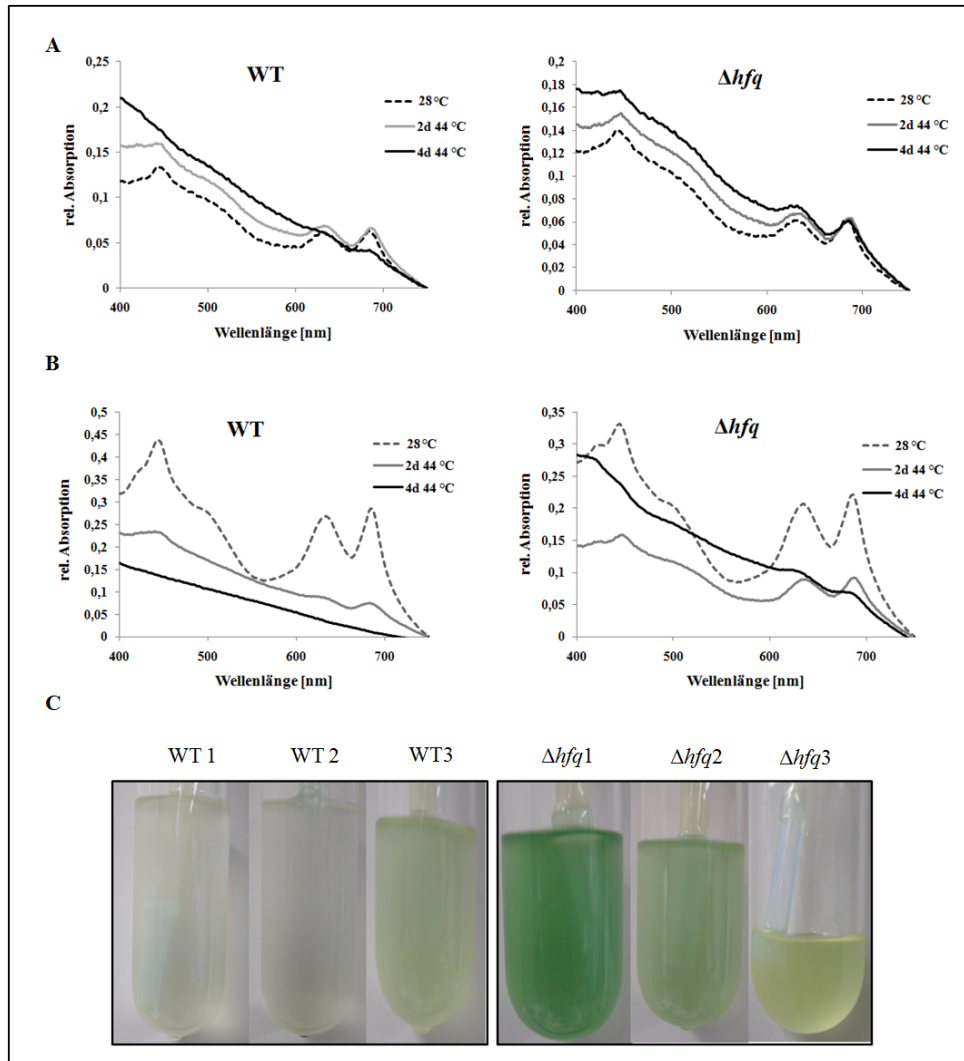 A
WT
rel. Absorption
0,25
0,2
0,15
0,1
0,05
0
400
500
600
700
Wellenlänge [nm]
28 °C
2d 44 °C
4d 44 °C
Δhfq
rel. Absorption
0,2
0,18
0,16
0,14
0,12
0,1
0,08
0,06
0,04
0,02
0
400
500
600
700
Wellenlänge [nm]
28 °C
2d 44 °C
4d 44 °C
B
WT
rel. Absorption
0,5
0,45
0,4
0,35
0,3
0,25
0,2
0,15
0,1
0,05
0
400
500
600
700
Wellenlänge [nm]
28°C
2d 44 °C
4d 44 °C
Δhfq
rel. Absorption
0,35
0,3
0,25
0,2
0,15
0,1
0,05
0
400
500
600
700
Wellenlänge [nm]
28 °C
2d 44 °C
4d 44 °C
C
WT 1
WT 2
WT3
Δhfq1
Δhfq2
Δhfq3